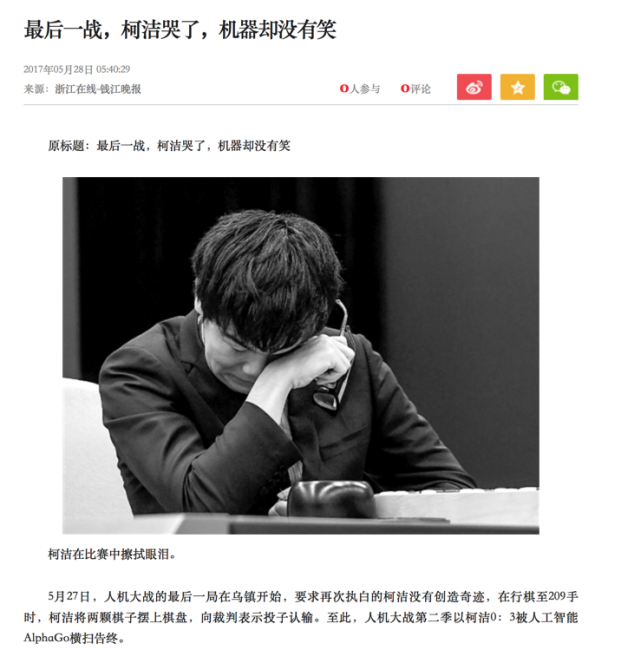 最后一战，柯洁哭了，机器却没有笑
2017年05月28日 05:40:29
来源：浙江在线-钱江晚报
0人参与 0评论
原标题：最后一战，柯洁哭了，机器却没有笑
柯洁在比赛中擦拭眼泪。
5月27日，人机大战的最后一局在乌镇开始，要求再次执白的柯洁没有创造奇迹，在行棋至209手
时，柯洁将两颗棋子摆上棋盘，向裁判表示投子认输。至此，人机大战第二季以柯洁0：3被人工智能
AlphaGo横扫告终。